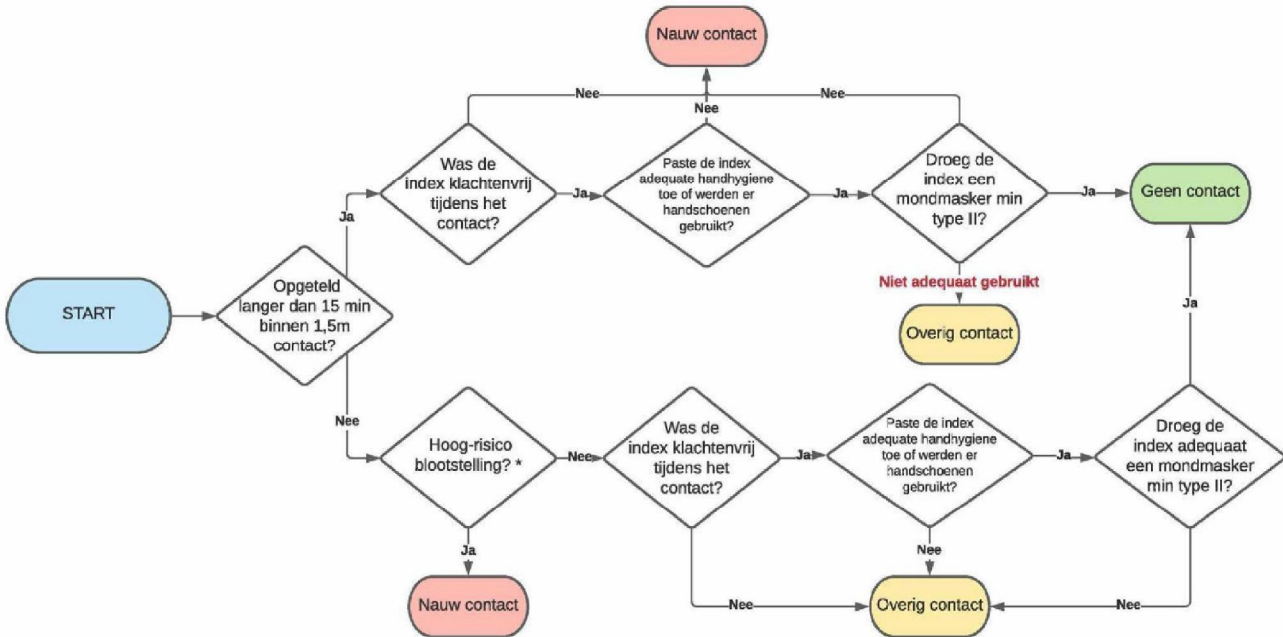 Nauw contact
Nee
Nee
Nee
Was de
index klachtenvrij
tijdens het
contact?
Ja
Paste de index
adequate handhygiene
toe of werden er
handschoenen
gebruikt?
Ja
Droeg de
index een
mondmasker min
type II?
Ja
Geen contact
Ja
Niet adequaat gebruikt
START
Opgeteld
langer dan 15 min
binnen 1,5m
contact?
Overig contact
Ja
Nee
Hoog-risico
blootstelling? *
Nee
Was de
index klachtenvrij
tijdens het
contact?
Ja
Paste de index
adequate handhygiene
toe of werden er
handschoenen
gebruikt?
Ja
Droeg de
index adequaat
een mondmasker
min type II?
Ja
Nee
Nauw contact
Nee
Overig contact
Nee